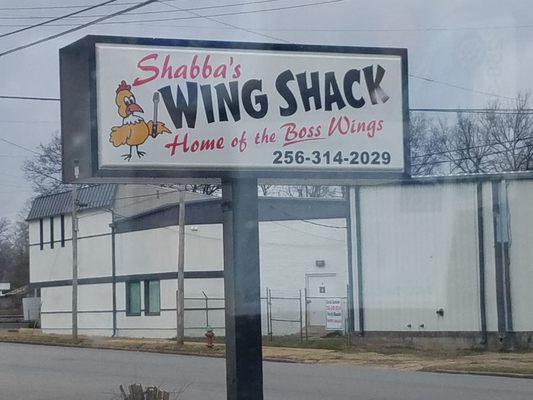 Shabba's
WING SHACK
Home of the Boss Wings
256-314-2029